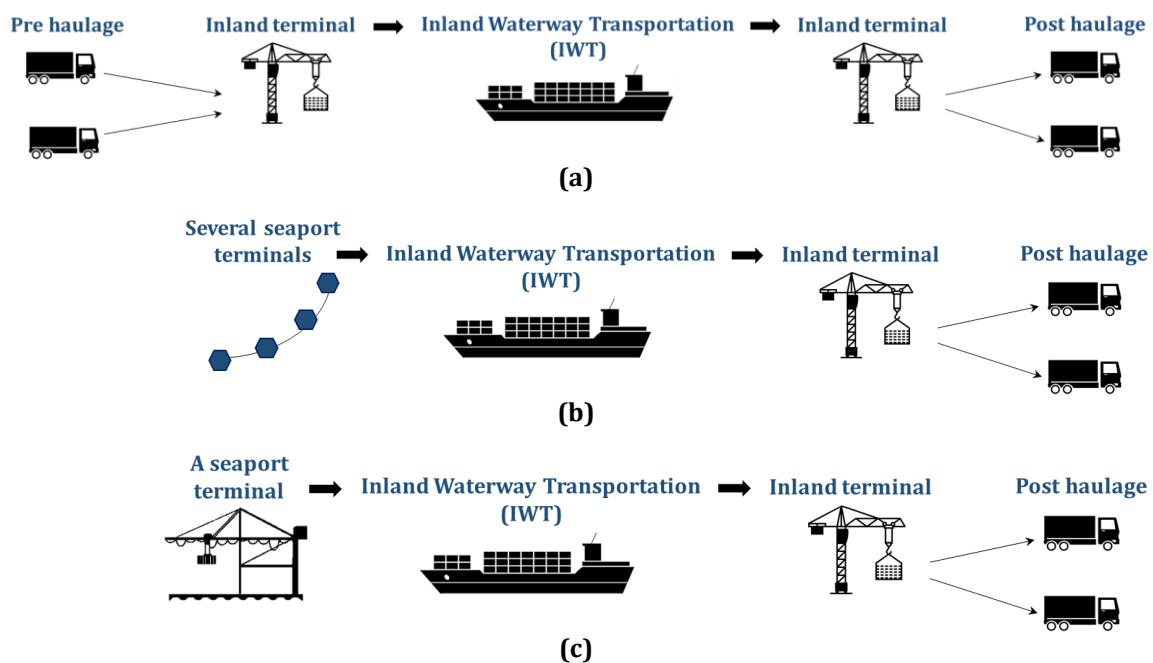 Pre haulage
Inland terminal
Inland Waterway Transportation
(IWT)
Inland terminal
Post haulage
(a)
Several seaport
terminals
Inland Waterway Transportation
(IWT)
Inland terminal
Post haulage
(b)
A seaport
terminal
Inland Waterway Transportation
(IWT)
Inland terminal
Post haulage
(c)